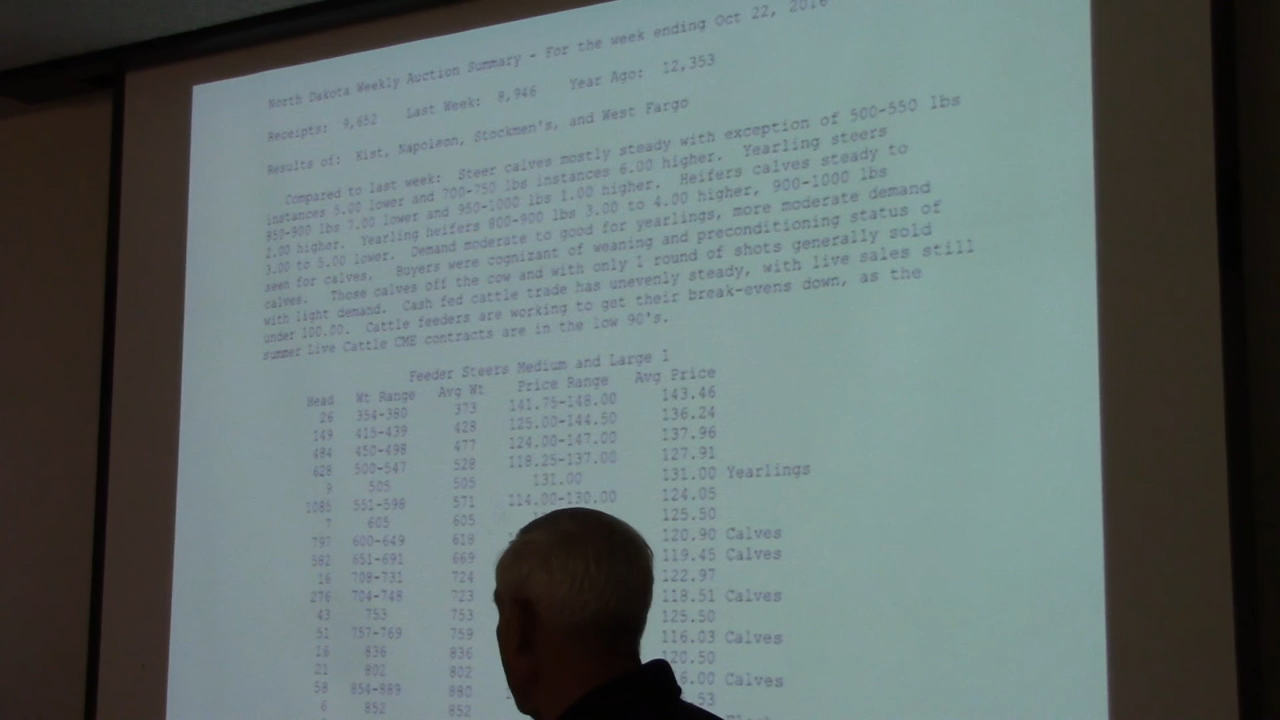 North Dakota Weekly Auction Summary - For the week ending Oct 22, 2016
Receipts: 9,652 Last Week: 8,946 Year Ago: 12,353
Results of: Kist, Napoleon, Stockmen's, and West Fargo
Compared to last week: Steer calves mostly steady with exception of 500-550 lbs
instances 5.00 lower and 700-750 lbs instances 6.00 higher. Yearling steers
850-900 lbs 7.00 lower and 950-1000 lbs 1.00 higher. Heifers calves steady to
2.00 higher. Yearling heifers 800-900 lbs 3.00 to 4.00 higher, 900-1000 lbs
3.00 to 5.00 lower. Demand moderate to good for yearlings, more moderate demand
seen for calves. Buyers were cognizant of weaning and preconditioning status of
calves. Those calves off the cow and with only 1 round of shots generally sold
with light demand. Cash fed cattle trade has unevenly steady, with live sales still
under 100.00. Cattle feeders are working to get their break-evens down, as the
summer Live Cattle CME contracts are in the low 90's.
Feeder Steers Medium and Large 1
Head Wt Range Avg Wt Price Range Avg Price
26 354-380 373 141.75-148.00 143.46
149 415-439 428 125.00-144.50 136.24
484 450-498 477 124.00-147.00 137.96
628 500-547 528 118.25-137.00 127.91
9 505 505 131.00 131.00 Yearlings
1085 551-598 571 114.00-130.00 124.05
7 605 605 125.50
797 600-649 618 120.90 Calves
582 651-691 669 119.45 Calves
16 709-731 724 122.97
276 704-748 723 118.51 Calves
43 753 753 125.50
51 757-769 759 116.03 Calves
16 836 836 120.50
21 802 802 6.00 Calves
58 854-889 880 .53
6 852 852